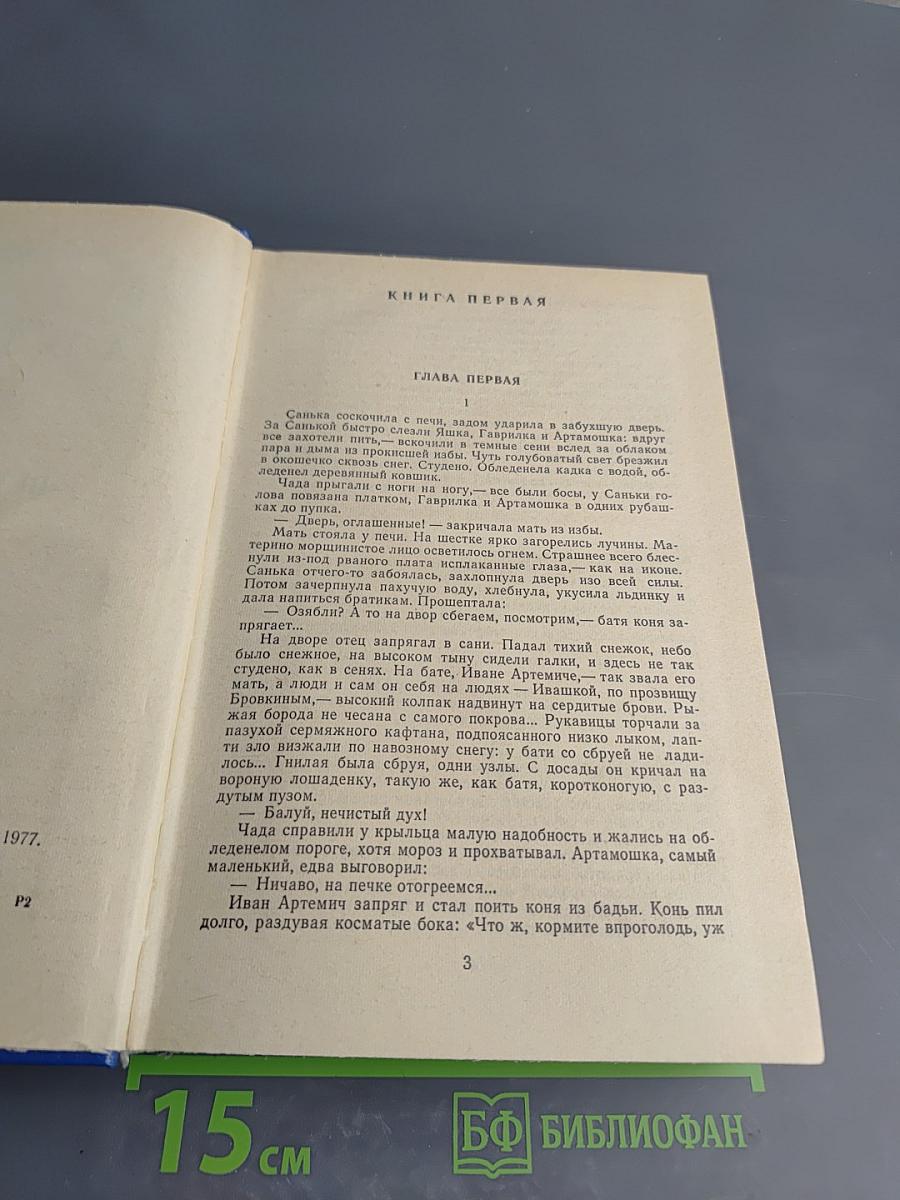 1977.
Р2
КНИГА ПЕРВАЯ
ГЛАВА ПЕРВАЯ
1
Санька соскочила с печи, задом ударила в забухшую дверь.
За Санькой быстро слезли Яшка, Гаврилка и Артамошка: вдруг
все захотели пить,— вскочили в темные сени вслед за облаком
пара и дыма из прокисшей избы. Чуть голубоватый свет брезжил
в окошечко сквозь снег. Студено. Обледенела кадка с водой, об-
леденел деревянный ковшик.
Чада прыгали с ноги на ногу,— все были босы, у Саньки го-
лова повязана платком, Гаврилка и Артамошка в одних рубаш-
ках до пупка.
— Дверь, оглашенные! — закричала мать из избы.
Мать стояла у печи. На шестке ярко загорелись лучины. Ма-
терино морщинистое лицо осветилось огнем. Страшнее всего блес-
нули из-под рваного плата исплаканные глаза,— как на иконе.
Санька отчего-то забоялась, захлопнула дверь изо всей силы.
Потом зачерпнула пахучую воду, хлебнула, укусила льдинку и
дала напиться братикам. Прошептала:
— Озябли? А то на двор сбегаем, посмотрим,— батя коня за-
прягает...
На дворе отец запрягал в сани. Падал тихий снежок, небо
было снежное, на высоком тыну сидели галки, и здесь не так
студено, как в сенях. На бате, Иване Артемиче,— так звала его
мать, а люди и сам он себя на людях — Ивашкой, по прозвищу
Бровкиным,— высокий колпак надвинут на сердитые брови. Ры-
жая борода не чесана с самого покрова... Рукавицы торчали за
пазухой сермяжного кафтана, подпоясанного низко лыком, лап-
ти зло визжали по навозному снегу: у бати со сбруей не лади-
лось... Гнилая была сбруя, одни узлы. С досады он кричал на
вороную лошаденку, такую же, как батя, коротконогую, с раз-
дутым пузом.
— Балуй, нечистый дух!
Чада справили у крыльца малую надобность и жались на об-
леденелом пороге, хотя мороз и прохватывал. Артамошка, самый
маленький, едва выговорил:
— Ничаво, на печке отогреемся...
Иван Артемич запряг и стал поить коня из бадьи. Конь пил
долго, раздувая косматые бока: «Что ж, кормите впроголодь, уж
3
15 см
БФ БИБЛИОФАН